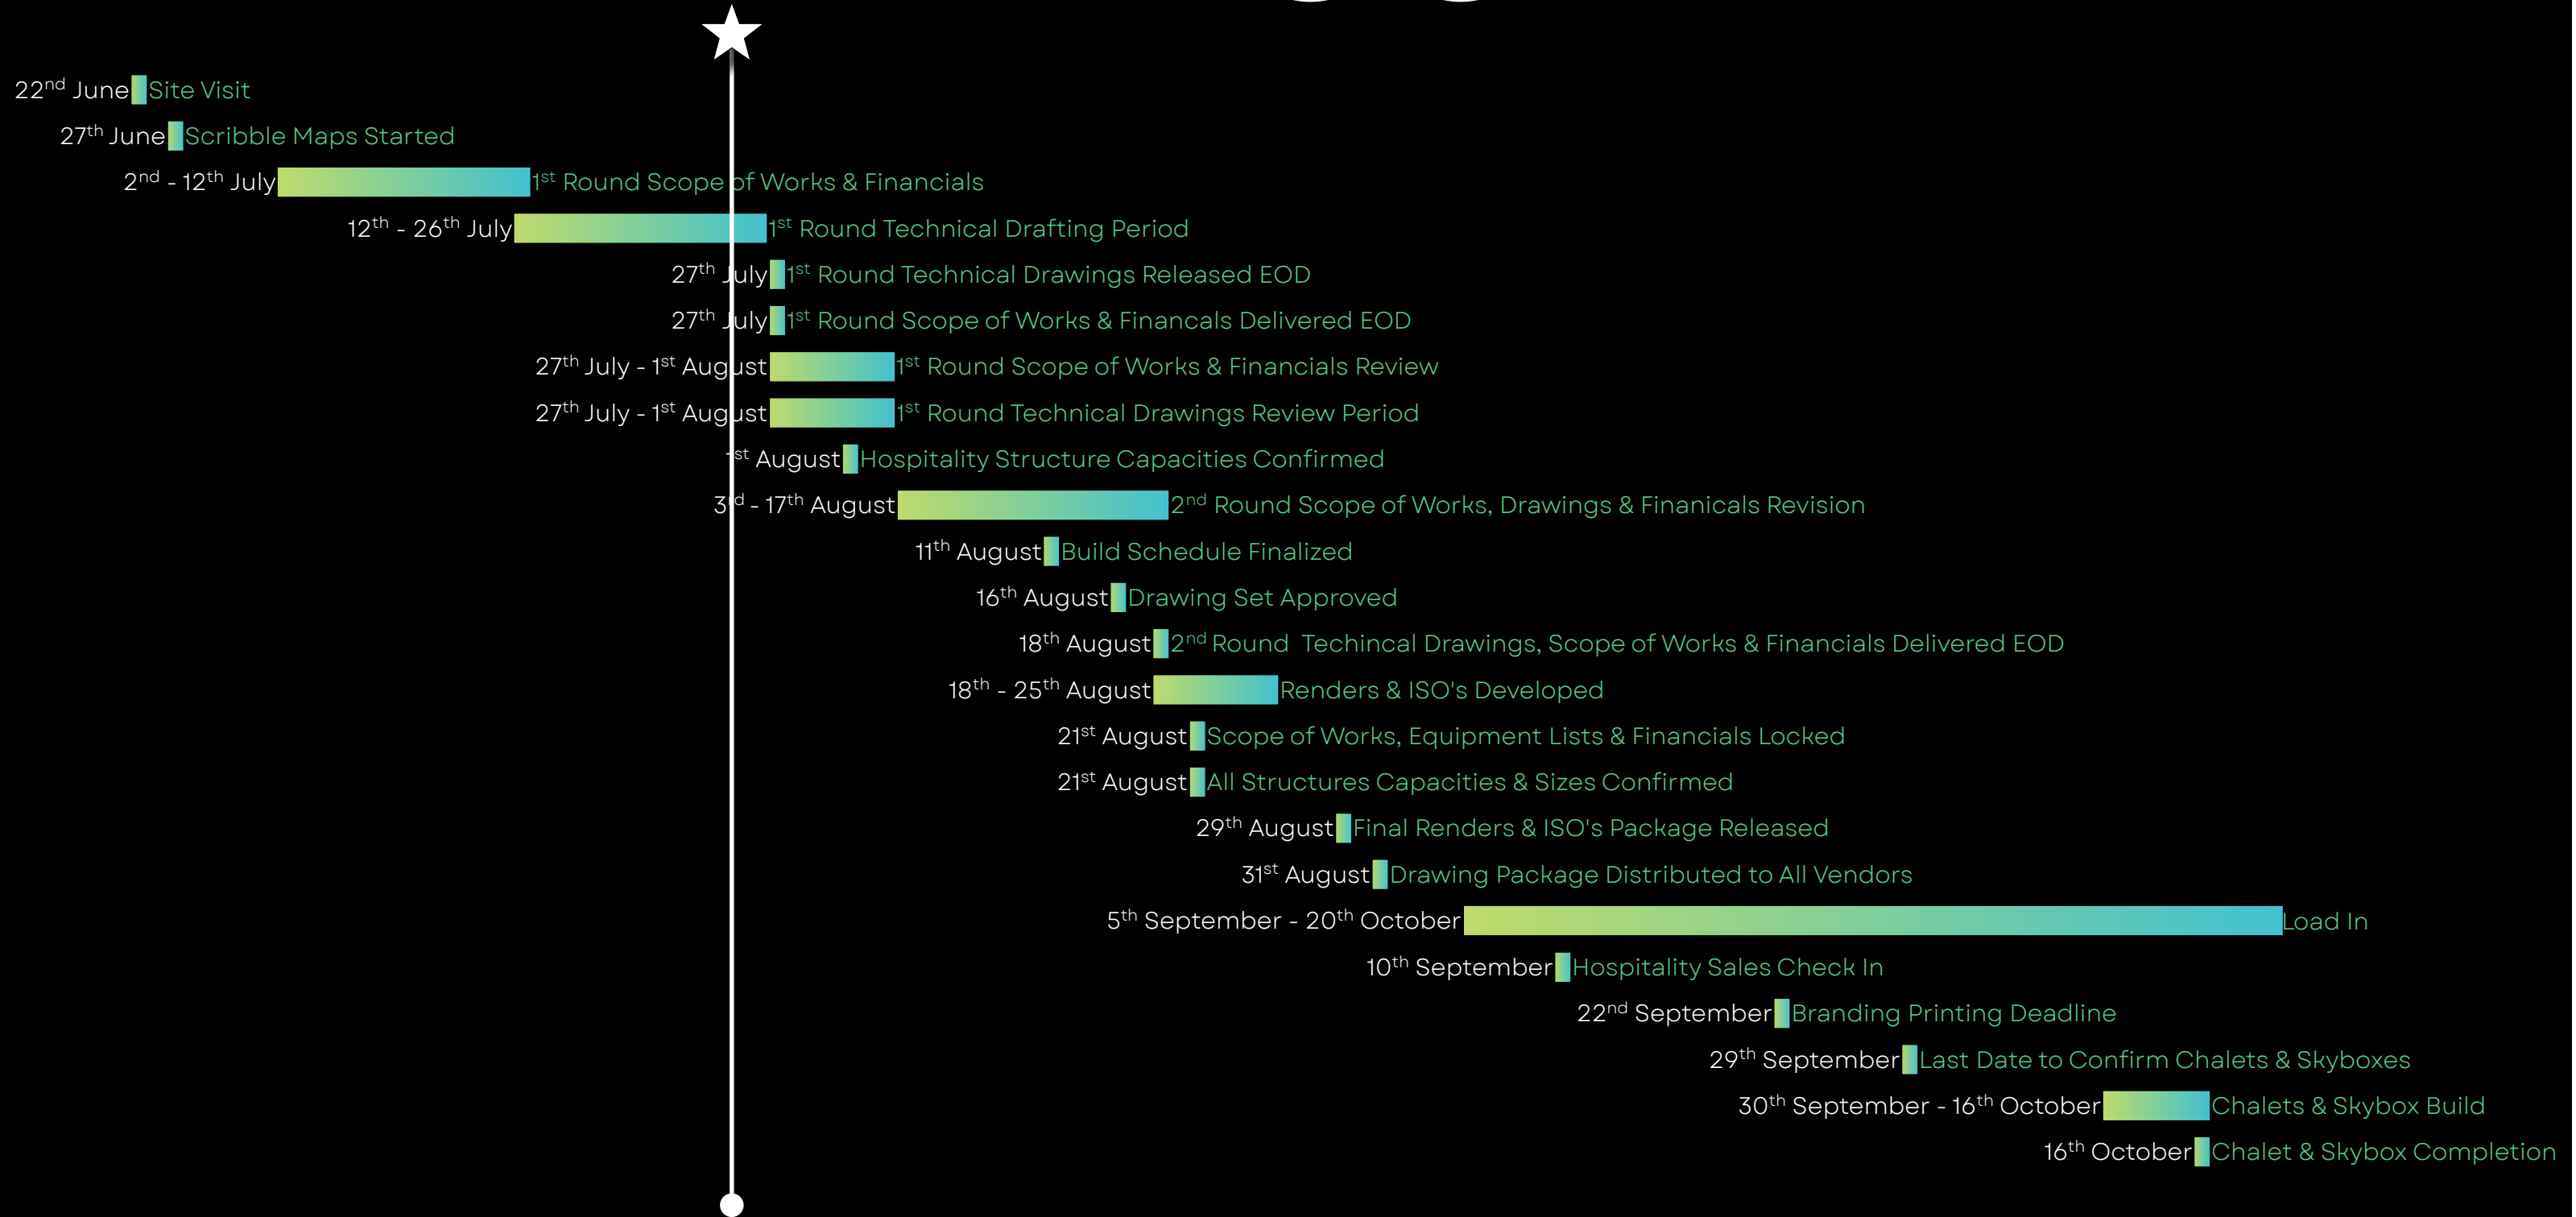 22nd June Site Visit
27th June Scribble Maps Started
2nd - 12th July 1st Round Scope of Works & Financials
12th - 26th July 1st Round Technical Drafting Period
27th July 1st Round Technical Drawings Released EOD
27th July 1st Round Scope of Works & Financals Delivered EOD
27th July - 1st August 1st Round Scope of Works & Financials Review
27th July - 1st August 1st Round Technical Drawings Review Period
1st August Hospitality Structure Capacities Confirmed
3rd - 17th August 2nd Round Scope of Works, Drawings & Finanicals Revision
11th August Build Schedule Finalized
16th August Drawing Set Approved
18th August 2nd Round Techincal Drawings, Scope of Works & Financials Delivered EOD
18th - 25th August Renders & ISO's Developed
21st August Scope of Works, Equipment Lists & Financials Locked
21st August All Structures Capacities & Sizes Confirmed
29th August Final Renders & ISO's Package Released
31st August Drawing Package Distributed to All Vendors
5th September - 20th October Load In
10th September Hospitality Sales Check In
22nd September Branding Printing Deadline
29th September Last Date to Confirm Chalets & Skyboxes
30th September - 16th October Chalets & Skybox Build
16th October Chalet & Skybox Completion